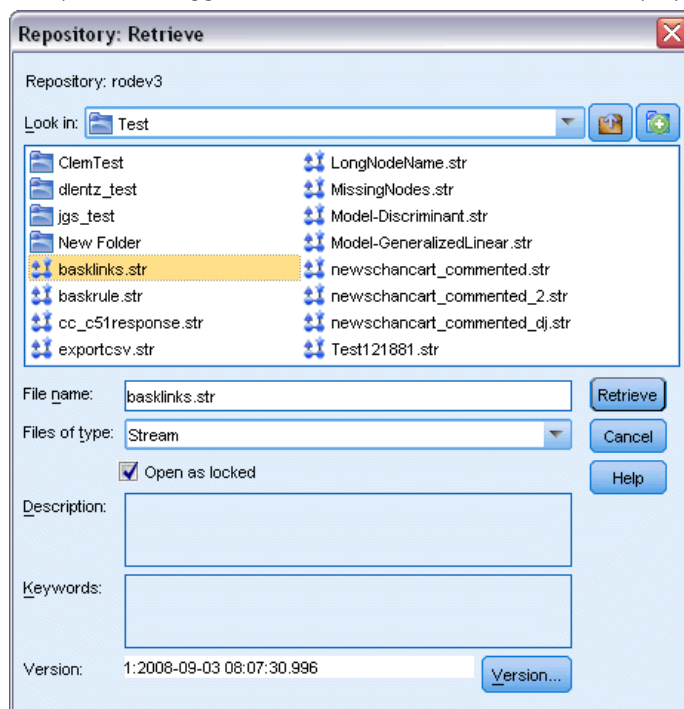 Repository: Retrieve
Repository: rodev3
Look in: Test
ClemTest
dlentz_test
jgs_test
New Folder
basklinks.str
baskrule.str
cc_c51response.str
exportcsv.str
LongNodeName.str
MissingNodes.str
Model-Discriminant.str
Model-GeneralizedLinear.str
newschancart_commented.str
newschancart_commented_2.str
newschancart_commented_dj.str
Test121881.str
File name: basklinks.str
Retrieve
Files of type: Stream
Cancel
Open as locked
Help
Description:
Keywords:
Version: 1:2008-09-03 08:07:30.996
Version...